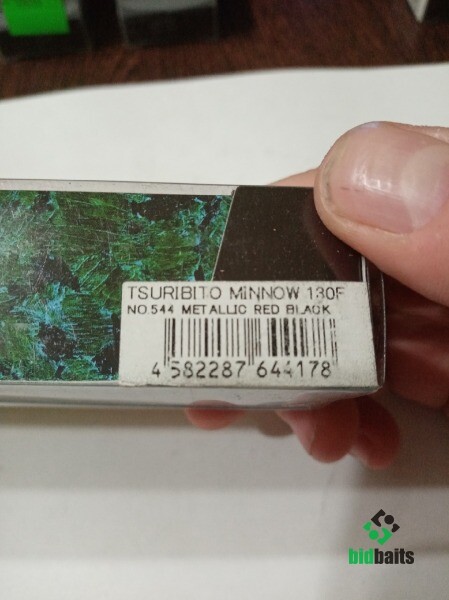 TSURIBITO MINNOW 130F
NO.544 METALLIC RED BLACK
4 582287 644178
bidbaits